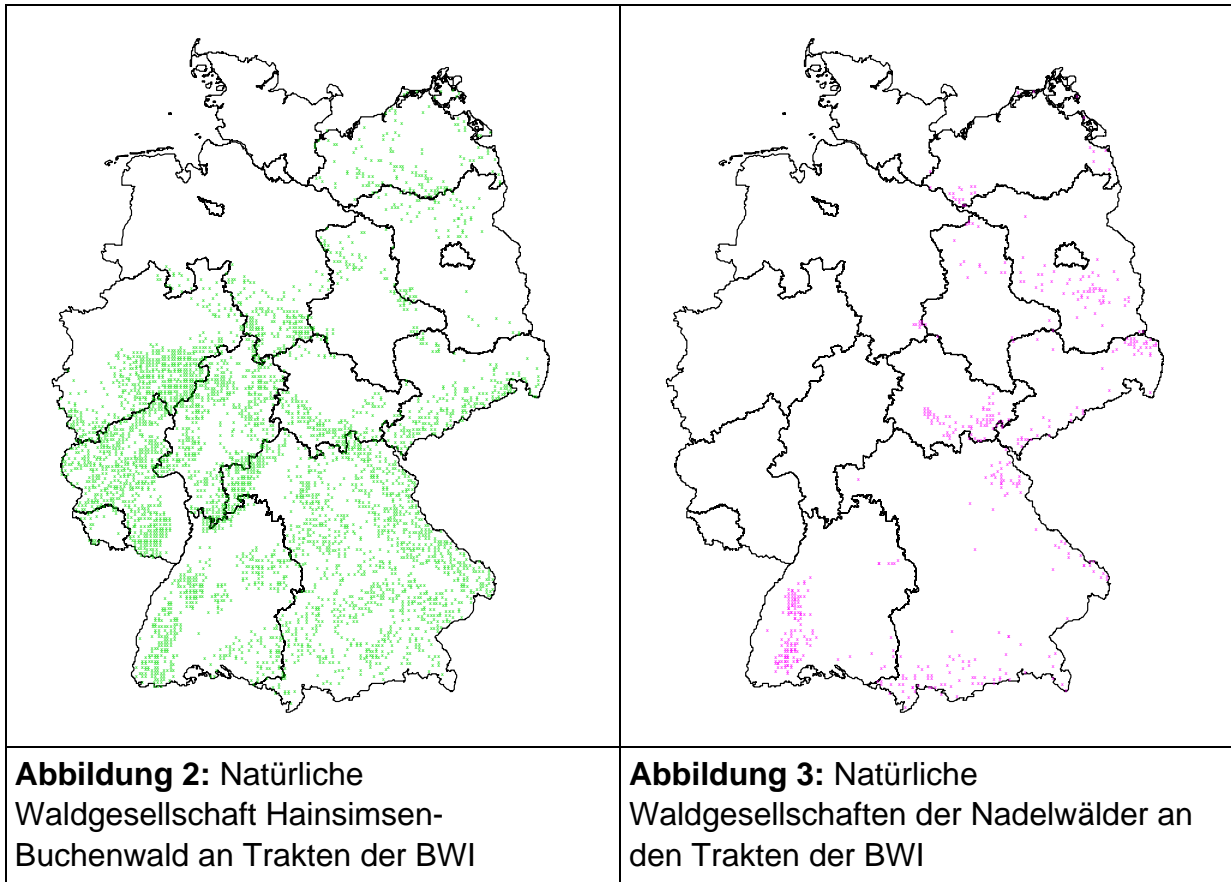 Abbildung 2: Natürliche
Waldgesellschaft Hainsimsen-
Buchenwald an Trakten der BWI
Abbildung 3: Natürliche
Waldgesellschaften der Nadelwälder an
den Trakten der BWI